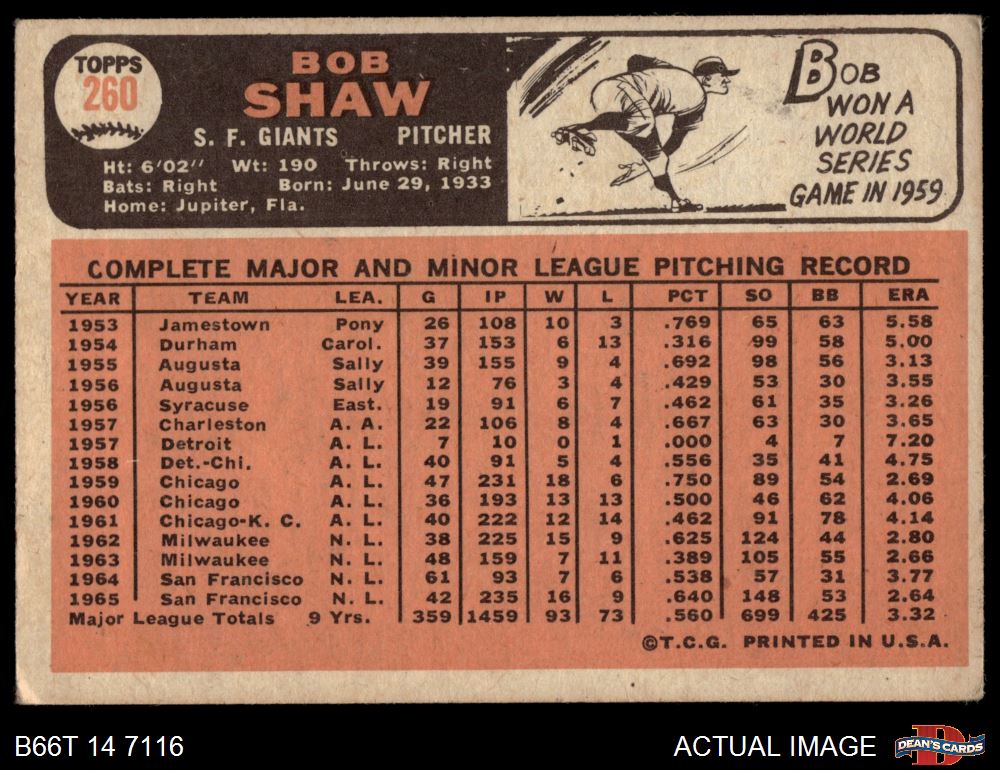 TOPPS
260
BOB
SHAW
S. F. GIANTS PITCHER
Ht: 6'02" Wt: 190 Throws: Right
Bats: Right Born: June 29, 1933
Home: Jupiter, Fla.
BOB
WON A
WORLD
SERIES
GAME IN 1959
COMPLETE MAJOR AND MINOR LEAGUE PITCHING RECORD
YEAR TEAM LEA. G IP W L PCT SO BB ERA
1953 Jamestown Pony 26 108 10 3 .769 65 63 5.58
1954 Durham Carol. 37 153 6 13 .316 99 58 5.00
1955 Augusta Sally 39 155 9 4 .692 98 56 3.13
1956 Augusta Sally 12 76 3 4 .429 53 30 3.55
1956 Syracuse East. 19 91 6 7 .462 61 35 3.26
1957 Charleston A. A. 22 106 8 4 .667 63 30 3.65
1957 Detroit A. L. 7 10 0 1 .000 4 7 7.20
1958 Det.-Chi. A. L. 40 91 5 4 .556 35 41 4.75
1959 Chicago A. L. 47 231 18 6 .750 89 54 2.69
1960 Chicago A. L. 36 193 13 13 .500 46 62 4.06
1961 Chicago-K. C. A. L. 40 222 12 14 .462 91 78 4.14
1962 Milwaukee N. L. 38 225 15 9 .625 124 44 2.80
1963 Milwaukee N. L. 48 159 7 11 .389 105 55 2.66
1964 San Francisco N. L. 61 93 7 6 .538 57 31 3.77
1965 San Francisco N. L. 42 235 16 9 .640 148 53 2.64
Major League Totals 9 Yrs. 359 1459 93 73 .560 699 425 3.32
©T.C.G. PRINTED IN U.S.A.
B66T 14 7116
ACTUAL IMAGE
D
DEAN'S CARDS